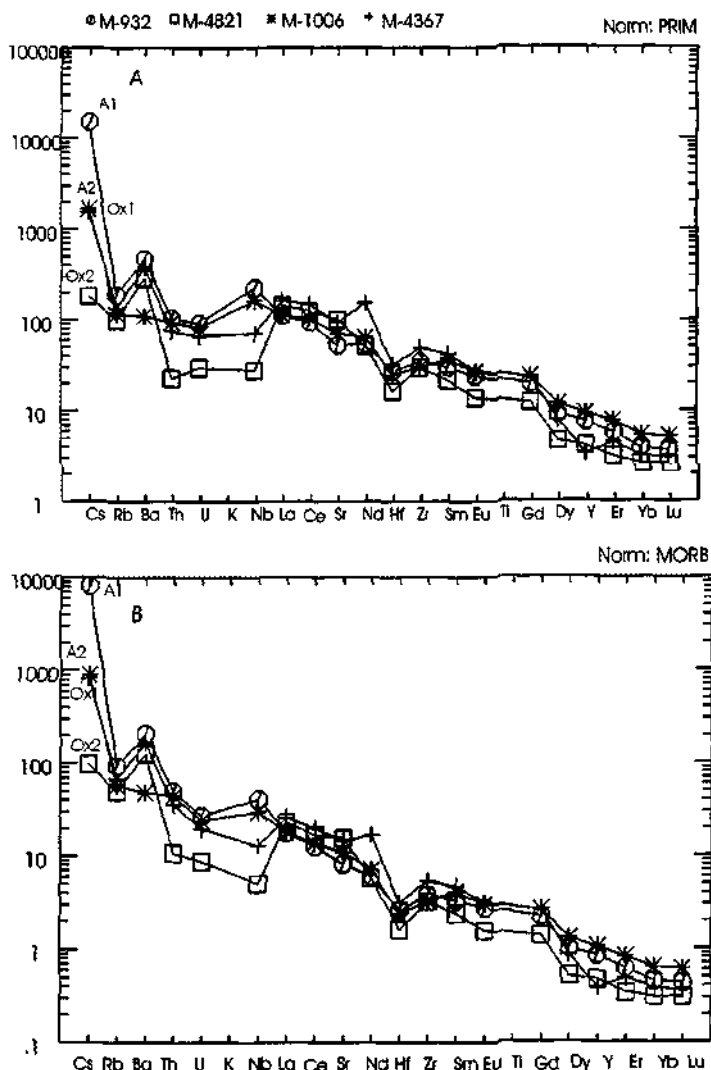 M-932 M-4821 M-1006 M-4367
Norm: PRIM
100000
A
A1
10000
A2
Ox1
1000
Ox2
100
10
1
Cs Rb Ba Th U K Nb La Ce Sr Nd Hf Zr Sm Eu Ti Gd Dy Y Er Yb Lu
Norm: MORB
10000
A1
B
1000
A2
Ox
Ox2
100
10
1
.1
Cs Rb Ba Th U K Nb La Ce Sr Nd Hf Zr Sm Eu Ti Gd Dy Y Er Yb Lu